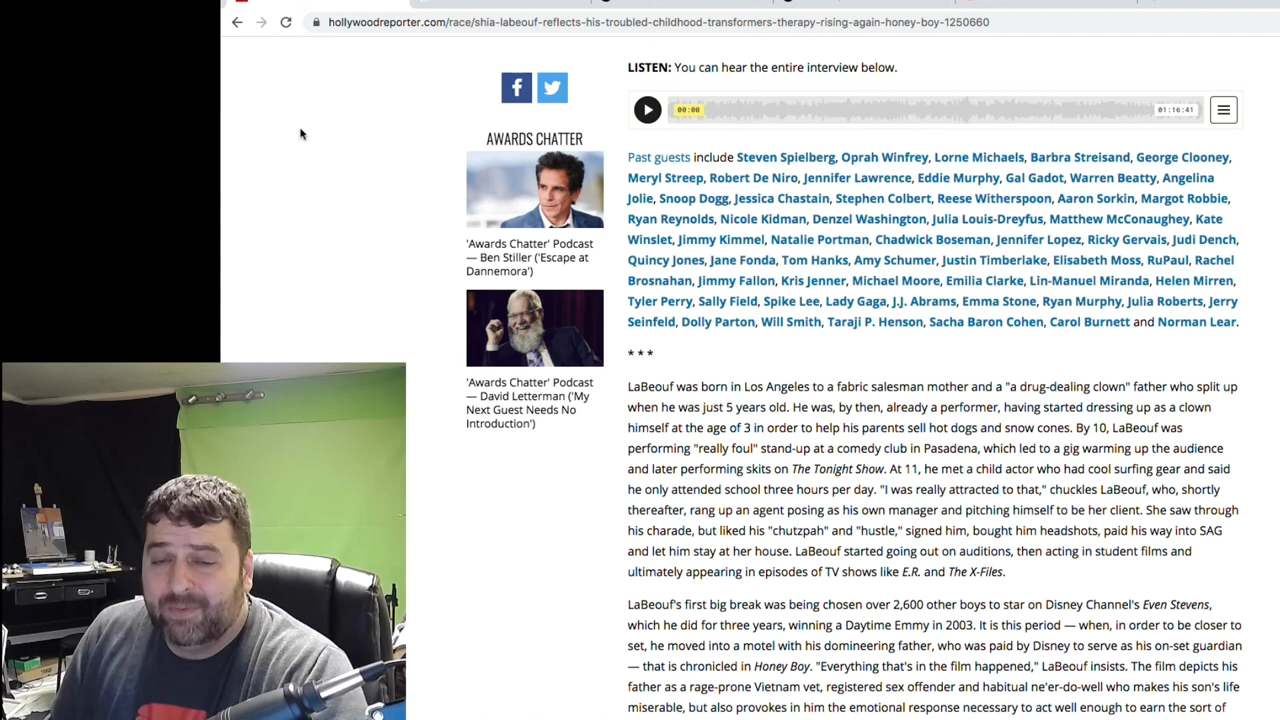 hollywoodreporter.com/race/shia-labeouf-reflects-his-troubled-childhood-transformers-therapy-rising-again-honey-boy-1250660
LISTEN: You can hear the entire interview below.
00:00
01:16:41
AWARDS CHATTER
'Awards Chatter' Podcast
— Ben Stiller ('Escape at
Dannemora')
'Awards Chatter' Podcast
— David Letterman ('My
Next Guest Needs No
Introduction')
Past guests include Steven Spielberg, Oprah Winfrey, Lorne Michaels, Barbra Streisand, George Clooney,
Meryl Streep, Robert De Niro, Jennifer Lawrence, Eddie Murphy, Gal Gadot, Warren Beatty, Angelina
Jolie, Snoop Dogg, Jessica Chastain, Stephen Colbert, Reese Witherspoon, Aaron Sorkin, Margot Robbie,
Ryan Reynolds, Nicole Kidman, Denzel Washington, Julia Louis-Dreyfus, Matthew McConaughey, Kate
Winslet, Jimmy Kimmel, Natalie Portman, Chadwick Boseman, Jennifer Lopez, Ricky Gervais, Judi Dench,
Quincy Jones, Jane Fonda, Tom Hanks, Amy Schumer, Justin Timberlake, Elisabeth Moss, RuPaul, Rachel
Brosnahan, Jimmy Fallon, Kris Jenner, Michael Moore, Emilia Clarke, Lin-Manuel Miranda, Helen Mirren,
Tyler Perry, Sally Field, Spike Lee, Lady Gaga, J.J. Abrams, Emma Stone, Ryan Murphy, Julia Roberts, Jerry
Seinfeld, Dolly Parton, Will Smith, Taraji P. Henson, Sacha Baron Cohen, Carol Burnett and Norman Lear.
* * *
LaBeouf was born in Los Angeles to a fabric salesman mother and a "a drug-dealing clown" father who split up
when he was just 5 years old. He was, by then, already a performer, having started dressing up as a clown
himself at the age of 3 in order to help his parents sell hot dogs and snow cones. By 10, LaBeouf was
performing "really foul" stand-up at a comedy club in Pasadena, which led to a gig warming up the audience
and later performing skits on The Tonight Show. At 11, he met a child actor who had cool surfing gear and said
he only attended school three hours per day. "I was really attracted to that," chuckles LaBeouf, who, shortly
thereafter, rang up an agent posing as his own manager and pitching himself to be her client. She saw through
his charade, but liked his "chutzpah" and "hustle," signed him, bought him headshots, paid his way into SAG
and let him stay at her house. LaBeouf started going out on auditions, then acting in student films and
ultimately appearing in episodes of TV shows like E.R. and The X-Files.
LaBeouf's first big break was being chosen over 2,600 other boys to star on Disney Channel's Even Stevens,
which he did for three years, winning a Daytime Emmy in 2003. It is this period — when, in order to be closer to
set, he moved into a motel with his domineering father, who was paid by Disney to serve as his on-set guardian
— that is chronicled in Honey Boy. "Everything that's in the film happened," LaBeouf insists. The film depicts his
father as a rage-prone Vietnam vet, registered sex offender and habitual ne'er-do-well who makes his son's life
miserable, but also provokes in him the emotional response necessary to act well enough to earn the sort of